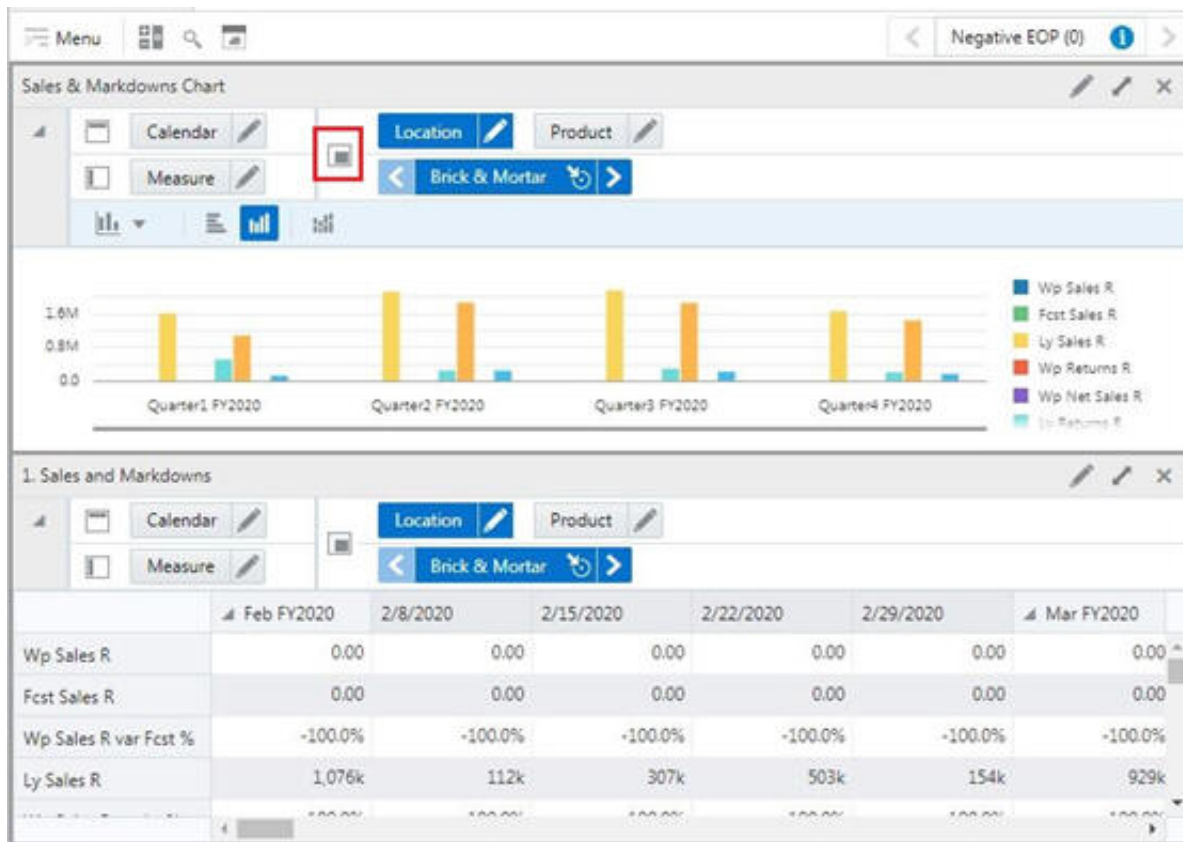 Menu Negative EOP (0)
Sales & Markdowns Chart
Calendar Location Product
Measure Brick & Mortar
1.6M
0.8M
0.0
Quarter1 FY2020 Quarter2 FY2020 Quarter3 FY2020 Quarter4 FY2020
Wp Sales R
Fcst Sales R
Ly Sales R
Wp Returns R
Wp Net Sales R
Ly Returns R
1. Sales and Markdowns
Calendar Location Product
Measure Brick & Mortar
Feb FY2020 2/8/2020 2/15/2020 2/22/2020 2/29/2020 Mar FY2020
Wp Sales R 0.00 0.00 0.00 0.00 0.00 0.00
Fcst Sales R 0.00 0.00 0.00 0.00 0.00 0.00
Wp Sales R var Fcst % -100.0% -100.0% -100.0% -100.0% -100.0% -100.0%
Ly Sales R 1,076k 112k 307k 503k 154k 929k